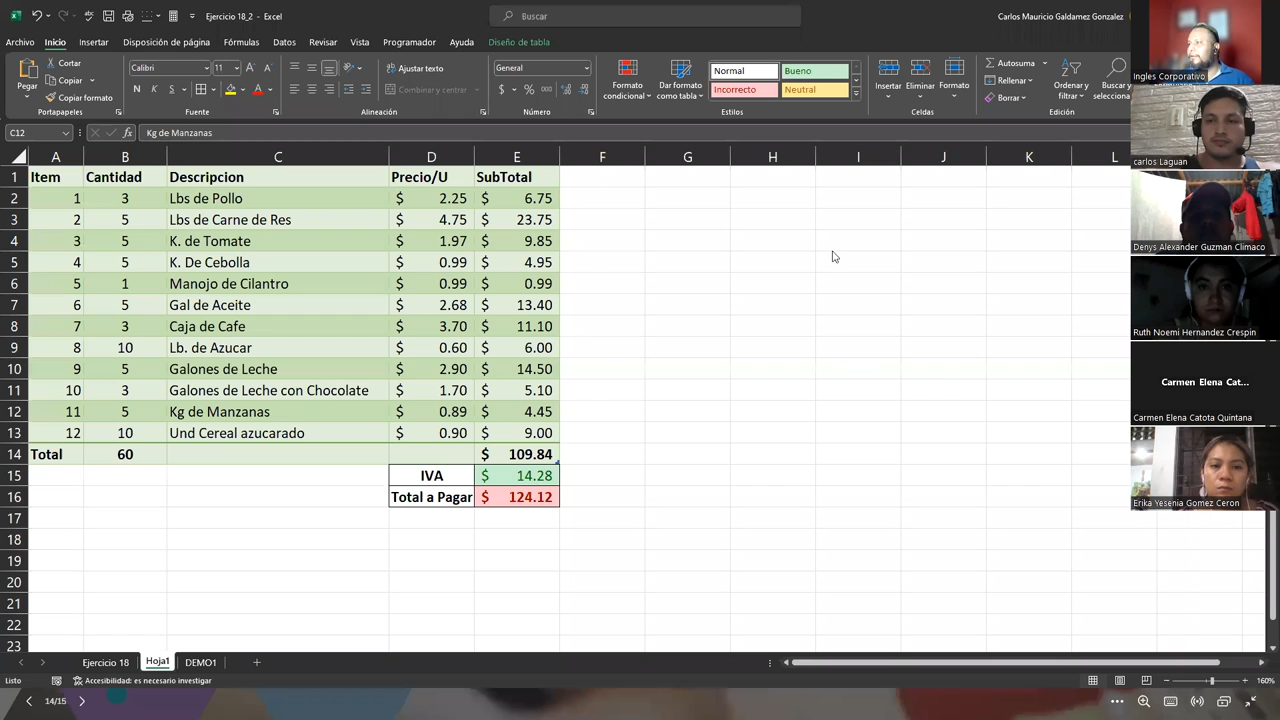 Ejercicio 18_2 - Excel
Buscar
Carlos Mauricio Galdamez Gonzalez
Archivo Inicio Insertar Disposición de página Fórmulas Datos Revisar Vista Programador Ayuda Diseño de tabla
Pegar
Cortar
Copiar
Copiar formato
Portapapeles
Calibri 11
N K S
Fuente
Ajustar texto
Combinar y centrar
Alineación
General
$ % 000
Número
Formato condicional
Dar formato como tabla
Normal Bueno
Incorrecto Neutral
Estilos
Insertar Eliminar Formato
Celdas
Autosuma
Rellenar
Borrar
Ordenar y filtrar
Edición
C12 fx Kg de Manzanas
A B C D E F G H I J K L
1 Item Cantidad Descripcion Precio/U SubTotal
2 1 3 Lbs de Pollo $ 2.25 $ 6.75
3 2 5 Lbs de Carne de Res $ 4.75 $ 23.75
4 3 5 K. de Tomate $ 1.97 $ 9.85
5 4 5 K. De Cebolla $ 0.99 $ 4.95
6 5 1 Manojo de Cilantro $ 0.99 $ 0.99
7 6 5 Gal de Aceite $ 2.68 $ 13.40
8 7 3 Caja de Cafe $ 3.70 $ 11.10
9 8 10 Lb. de Azucar $ 0.60 $ 6.00
10 9 5 Galones de Leche $ 2.90 $ 14.50
11 10 3 Galones de Leche con Chocolate $ 1.70 $ 5.10
12 11 5 Kg de Manzanas $ 0.89 $ 4.45
13 12 10 Und Cereal azucarado $ 0.90 $ 9.00
14 Total 60 $ 109.84
15 IVA $ 14.28
16 Total a Pagar $ 124.12
17
18
19
20
21
22
23
Ejercicio 18 Hoja1 DEMO1
Listo Accesibilidad: es necesario investigar 160%
14/15
Ingles Corporativo
carlos Laguan
Denys Alexander Guzman Climaco
Ruth Noemi Hernandez Crespin
Carmen Elena Cat...
Carmen Elena Catota Quintana
Erika Yesenia Gomez Ceron